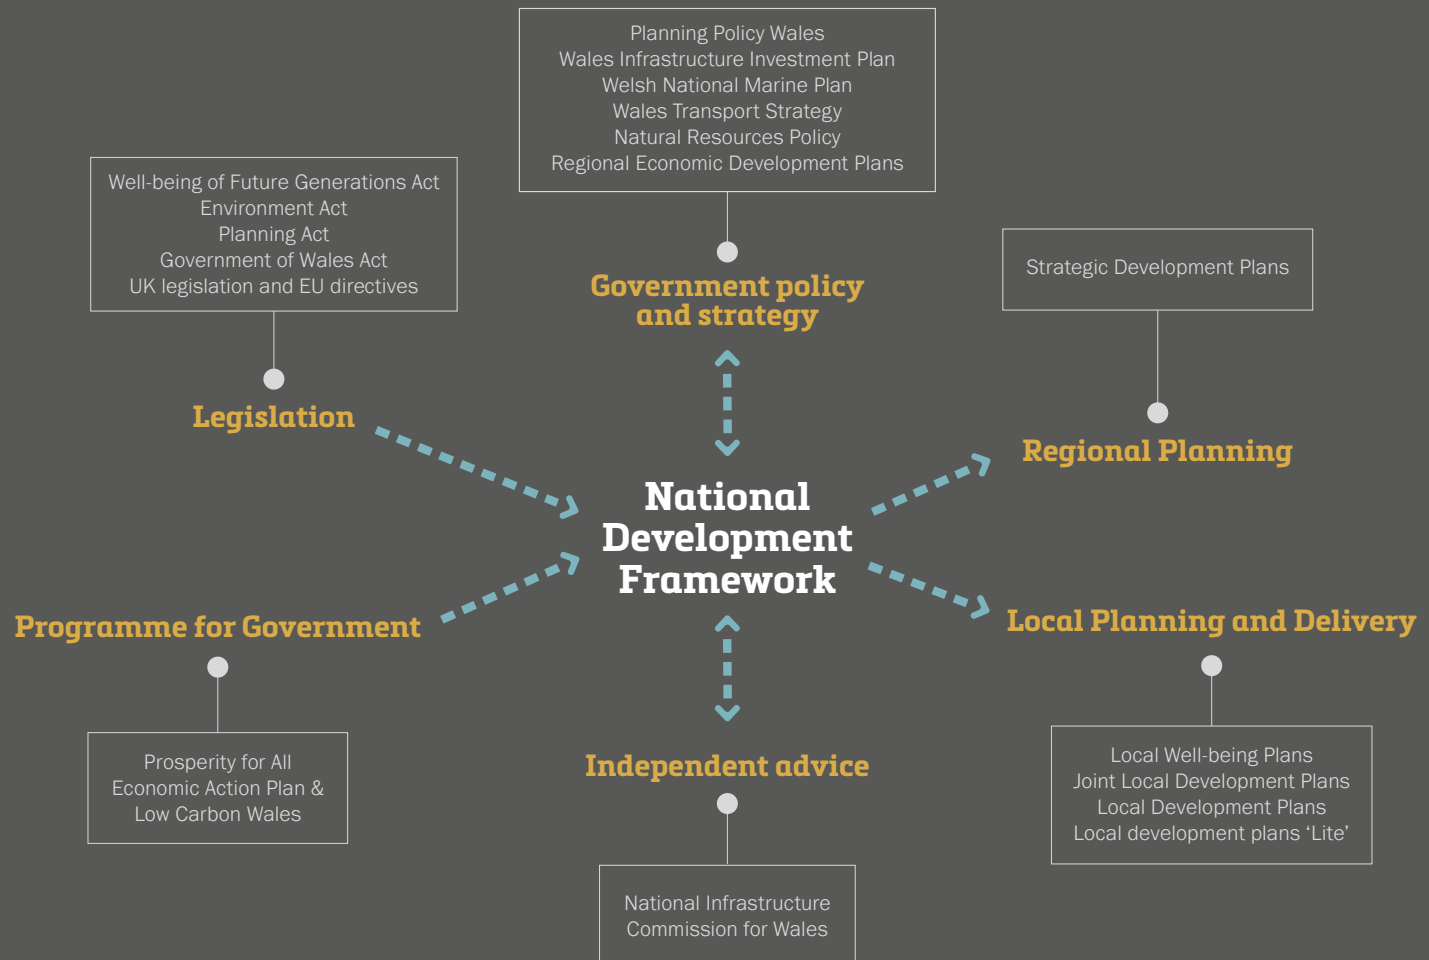 Planning Policy Wales
Wales Infrastructure Investment Plan
Welsh National Marine Plan
Wales Transport Strategy
Natural Resources Policy
Regional Economic Development Plans
Government policy
and strategy
Well-being of Future Generations Act
Environment Act
Planning Act
Government of Wales Act
UK legislation and EU directives
Legislation
Strategic Development Plans
Regional Planning
National
Development
Framework
Programme for Government
Prosperity for All
Economic Action Plan &
Low Carbon Wales
Independent advice
National Infrastructure
Commission for Wales
Local Planning and Delivery
Local Well-being Plans
Joint Local Development Plans
Local Development Plans
Local development plans ‘Lite’